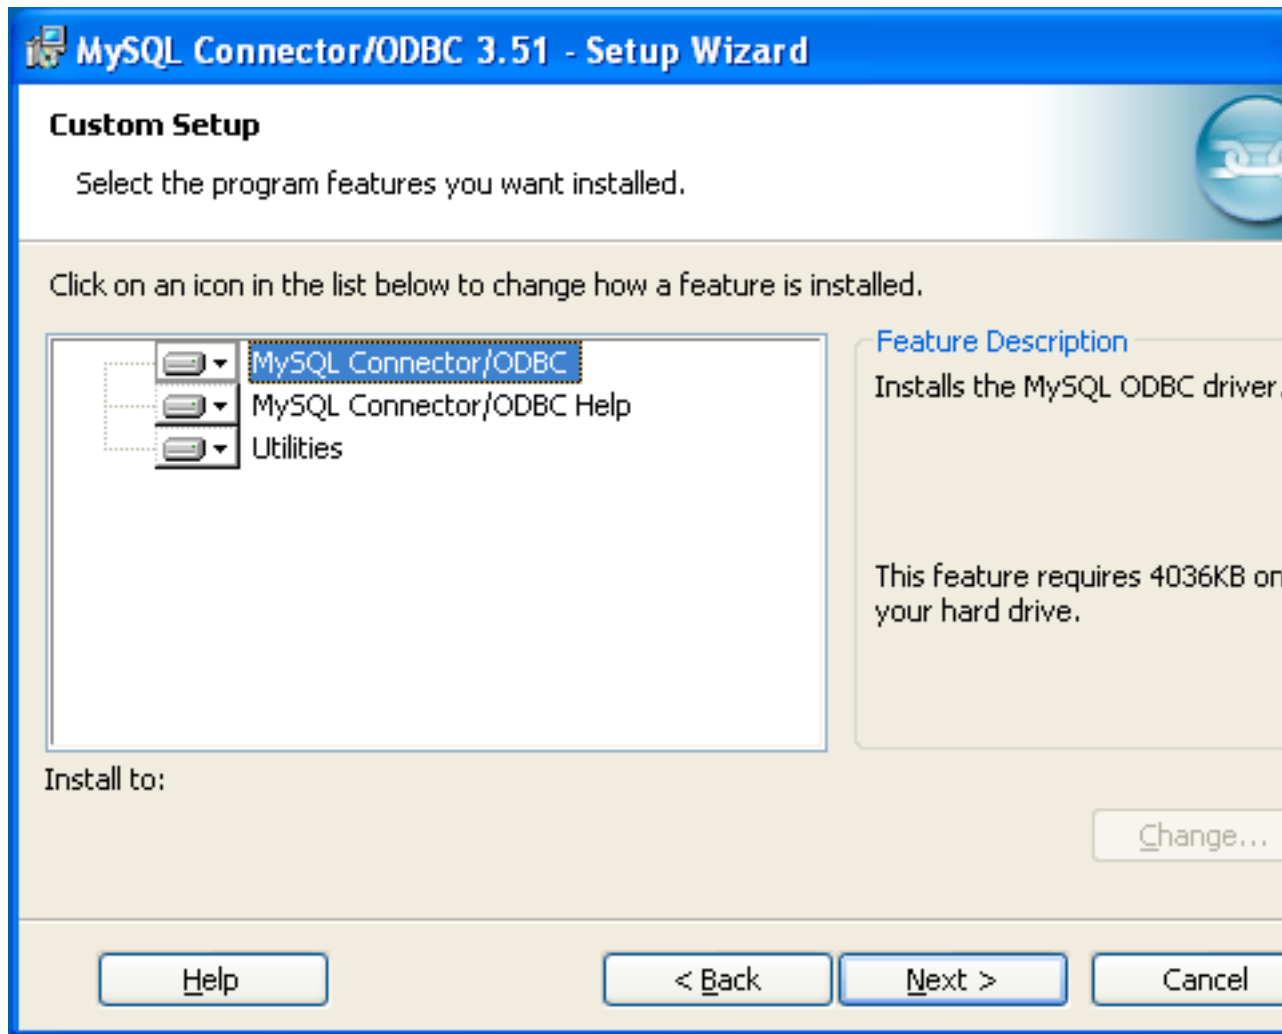 MySQL Connector/ODBC 3.51 - Setup Wizard
Custom Setup
Select the program features you want installed.
Click on an icon in the list below to change how a feature is installed.
MySQL Connector/ODBC
MySQL Connector/ODBC Help
Utilities
Feature Description
Installs the MySQL ODBC driver.
This feature requires 4036KB on
your hard drive.
Install to:
Change...
Help
< Back
Next >
Cancel